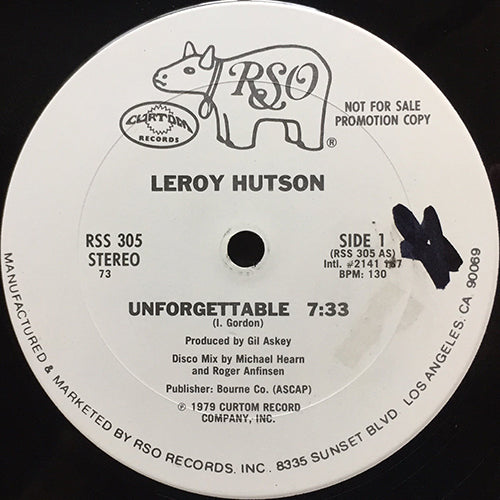 RSO
®
CURTOM
RECORDS
NOT FOR SALE
PROMOTION COPY
LEROY HUTSON
RSS 305
STEREO
73
SIDE 1
(RSS 305 AS)
Intl. #2141 187
BPM: 130
UNFORGETTABLE 7:33
(I. Gordon)
Produced by Gil Askey
Disco Mix by Michael Hearn
and Roger Anfinsen
Publisher: Bourne Co. (ASCAP)
℗ 1979 CURTOM RECORD
COMPANY, INC.
MANUFACTURED & MARKETED BY RSO RECORDS, INC. 8335 SUNSET BLVD. LOS ANGELES, CA 90069